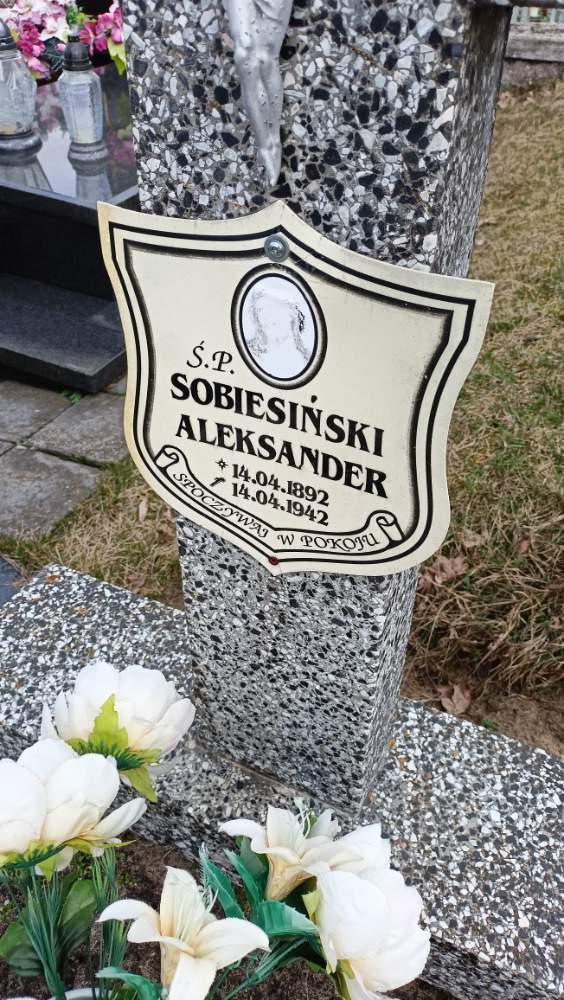 Ś.P.
SOBIESIŃSKI
ALEKSANDER
14.04.1892
14.04.1942
SPOCZYWAJ W POKOJU